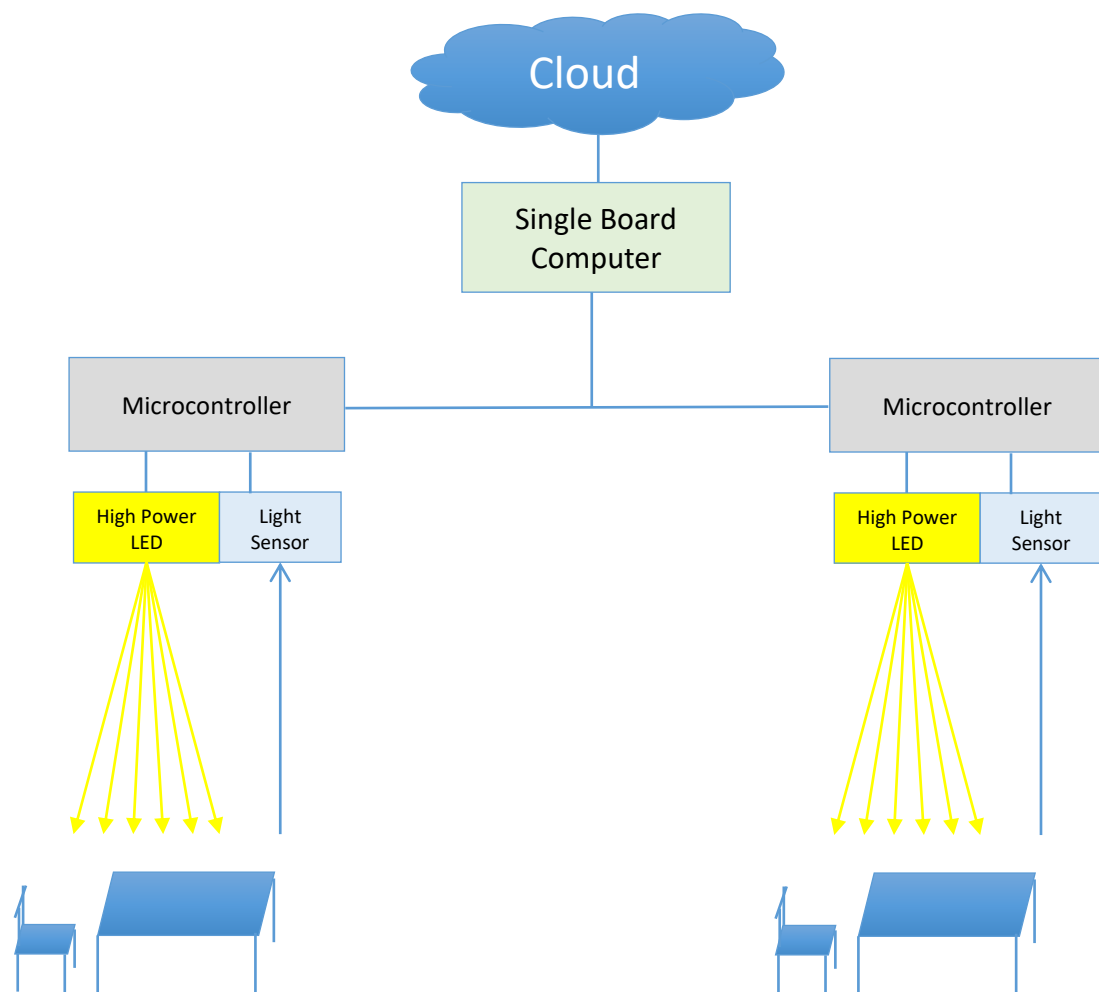 Cloud
Single Board
Computer
Microcontroller
Microcontroller
High Power
LED
Light
Sensor
High Power
LED
Light
Sensor